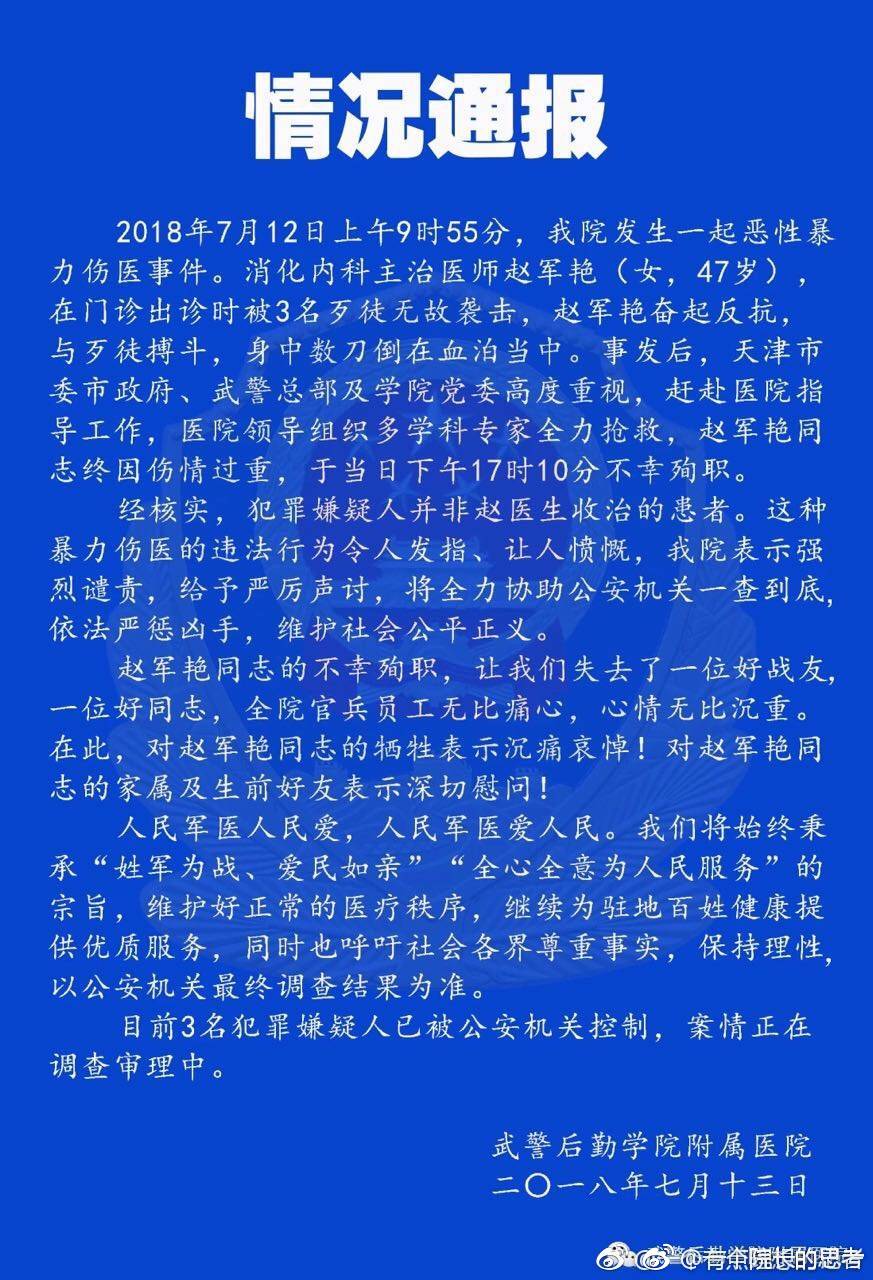 情况通报
2018年7月12日上午9时55分，我院发生一起恶性暴
力伤医事件。消化内科主治医师赵军艳（女，47岁），
在门诊出诊时被3名歹徒无故袭击，赵军艳奋起反抗，
与歹徒搏斗，身中数刀倒在血泊当中。事发后，天津市
委市政府、武警总部及学院党委高度重视，赶赴医院指
导工作，医院领导组织多学科专家全力抢救，赵军艳同
志终因伤情过重，于当日下午17时10分不幸殉职。
经核实，犯罪嫌疑人并非赵医生收治的患者。这种
暴力伤医的违法行为令人发指、让人愤慨，我院表示强
烈谴责，给予严厉声讨，将全力协助公安机关一查到底，
依法严惩凶手，维护社会公平正义。
赵军艳同志的不幸殉职，让我们失去了一位好战友，
一位好同志，全院官兵员工无比痛心，心情无比沉重。
在此，对赵军艳同志的牺牲表示沉痛哀悼！对赵军艳同
志的家属及生前好友表示深切慰问！
人民军医人民爱，人民军医爱人民。我们将始终秉
承“姓军为战、爱民如亲”“全心全意为人民服务”的
宗旨，维护好正常的医疗秩序，继续为驻地百姓健康提
供优质服务，同时也呼吁社会各界尊重事实，保持理性，
以公安机关最终调查结果为准。
目前3名犯罪嫌疑人已被公安机关控制，案情正在
调查审理中。
武警后勤学院附属医院
二〇一八年七月十三日
的思考